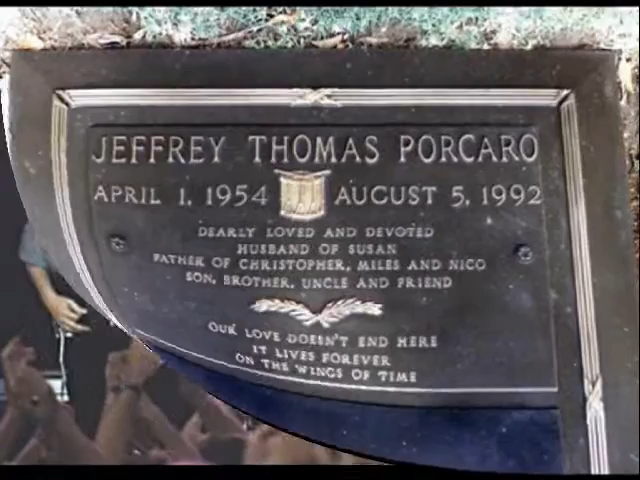 JEFFREY THOMAS PORCARO
APRIL 1, 1954 AUGUST 5, 1992
DEARLY LOVED AND DEVOTED
HUSBAND OF SUSAN
FATHER OF CHRISTOPHER, MILES AND NICO
SON, BROTHER, UNCLE AND FRIEND
OUR LOVE DOESN'T END HERE
IT LIVES FOREVER
ON THE WINGS OF TIME